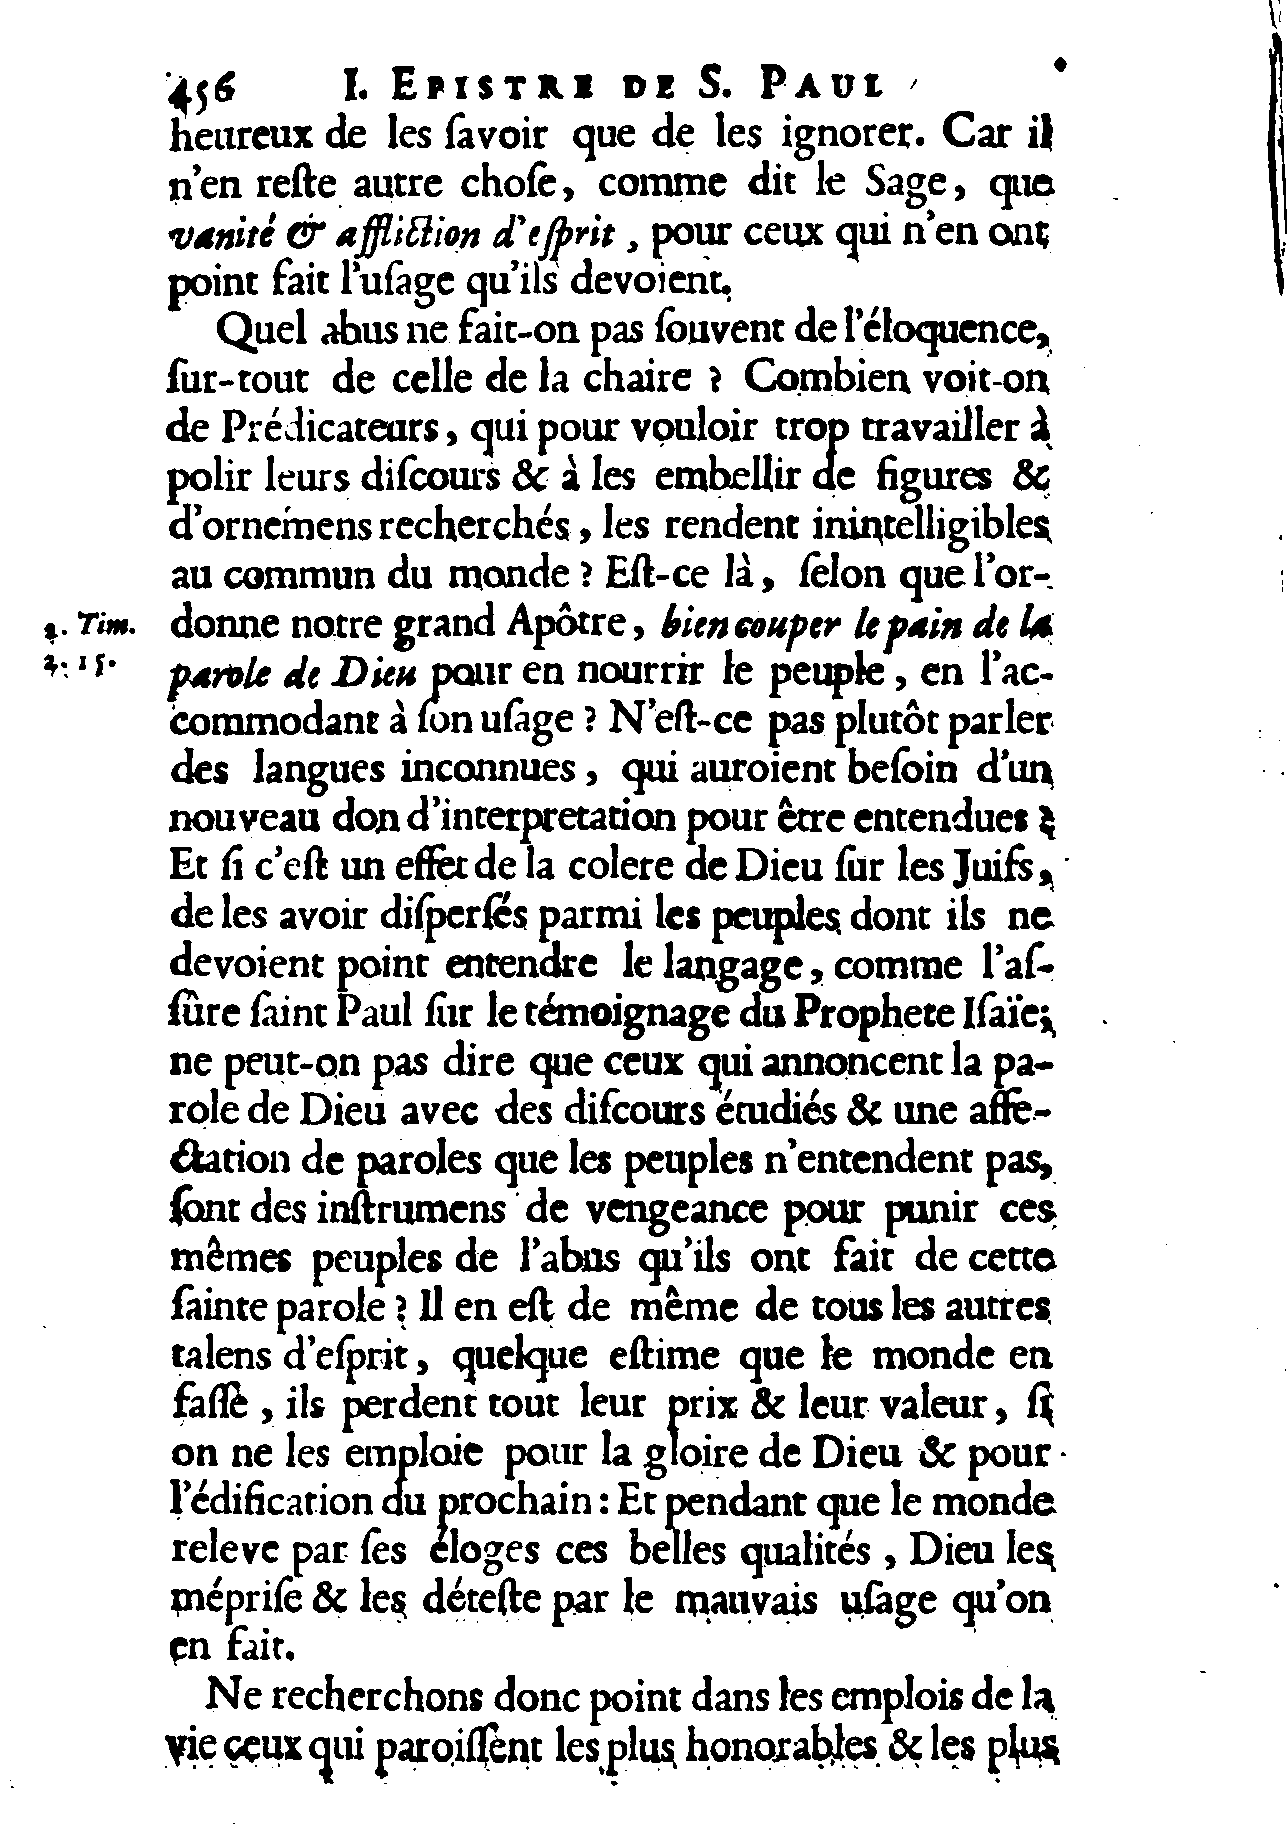 456 I. EPISTRE DE S. PAUL
heureux de les ſavoir que de les ignorer. Car il
n'en reſte autre choſe, comme dit le Sage, que
vanité & affliction d'eſprit, pour ceux qui n'en ont
point fait l'uſage qu'ils devoient.
Quel abus ne fait-on pas ſouvent de l'éloquence,
ſur-tout de celle de la chaire ? Combien voit-on
de Prédicateurs, qui pour vouloir trop travailler à
polir leurs diſcours & à les embellir de figures &
d'ornemens recherchés, les rendent inintelligibles
au commun du monde ? Eſt-ce là, ſelon que l'or-
donne notre grand Apôtre, bien couper le pain de la
2. Tim.
2. 15.
parole de Dieu pour en nourrir le peuple, en l'ac-
commodant à ſon uſage ? N'eſt-ce pas plutôt parler
des langues inconnues, qui auroient beſoin d'un
nouveau don d'interpretation pour être entendues ?
Et ſi c'eſt un effet de la colere de Dieu ſur les Juifs,
de les avoir diſperſés parmi les peuples dont ils ne
devoient point entendre le langage, comme l'aſ-
ſûre ſaint Paul ſur le témoignage du Prophete Iſaïe;
ne peut-on pas dire que ceux qui annoncent la pa-
role de Dieu avec des diſcours étudiés & une affe-
ctation de paroles que les peuples n'entendent pas,
ſont des inſtrumens de vengeance pour punir ces
mêmes peuples de l'abus qu'ils ont fait de cette
ſainte parole ? Il en eſt de même de tous les autres
talens d'eſprit, quelque eſtime que le monde en
faſſe, ils perdent tout leur prix & leur valeur, ſi
on ne les emploie pour la gloire de Dieu & pour
l'édification du prochain : Et pendant que le monde
releve par ſes éloges ces belles qualités, Dieu les
mépriſe & les déteſte par le mauvais uſage qu'on
en fait.
Ne recherchons donc point dans les emplois de la
vie ceux qui paroiſſent les plus honorables & les plus